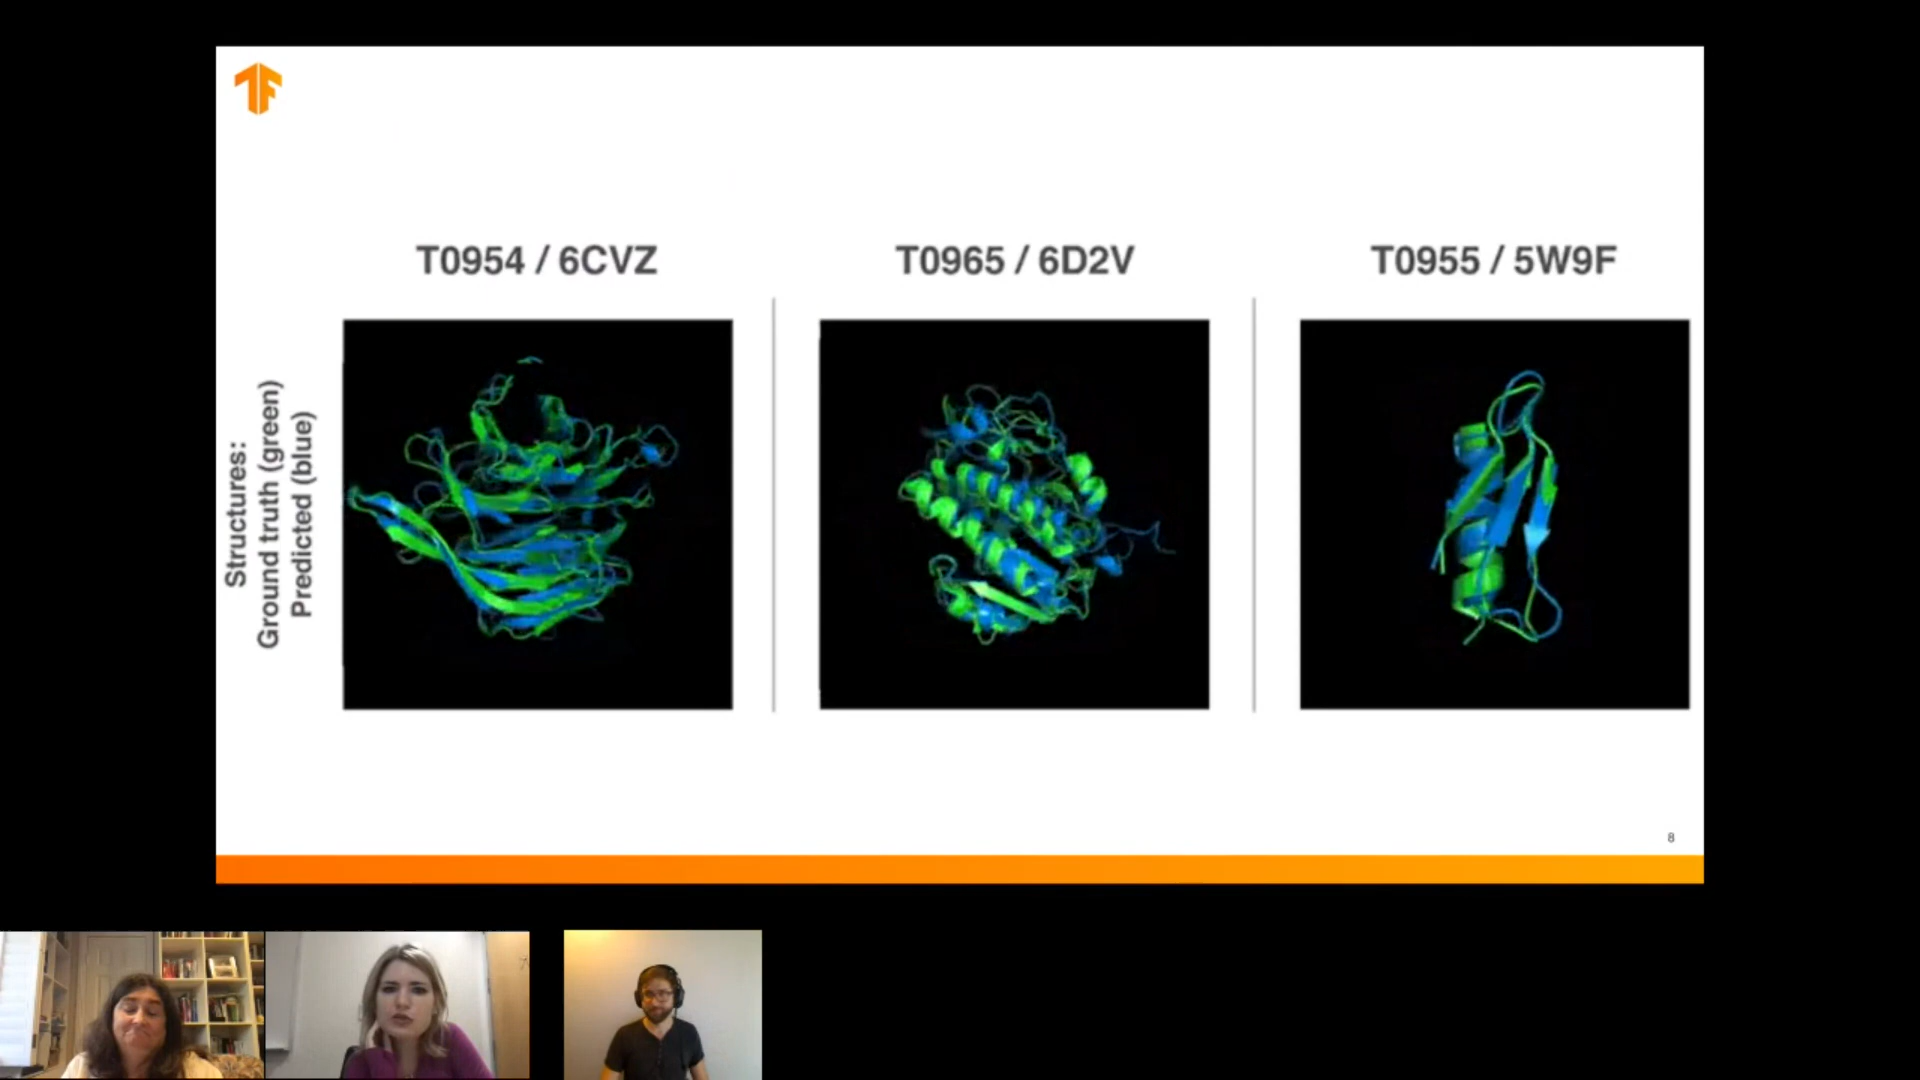 T0954 / 6CVZ
T0965 / 6D2V
T0955 / 5W9F
Structures:
Ground truth (green)
Predicted (blue)
8